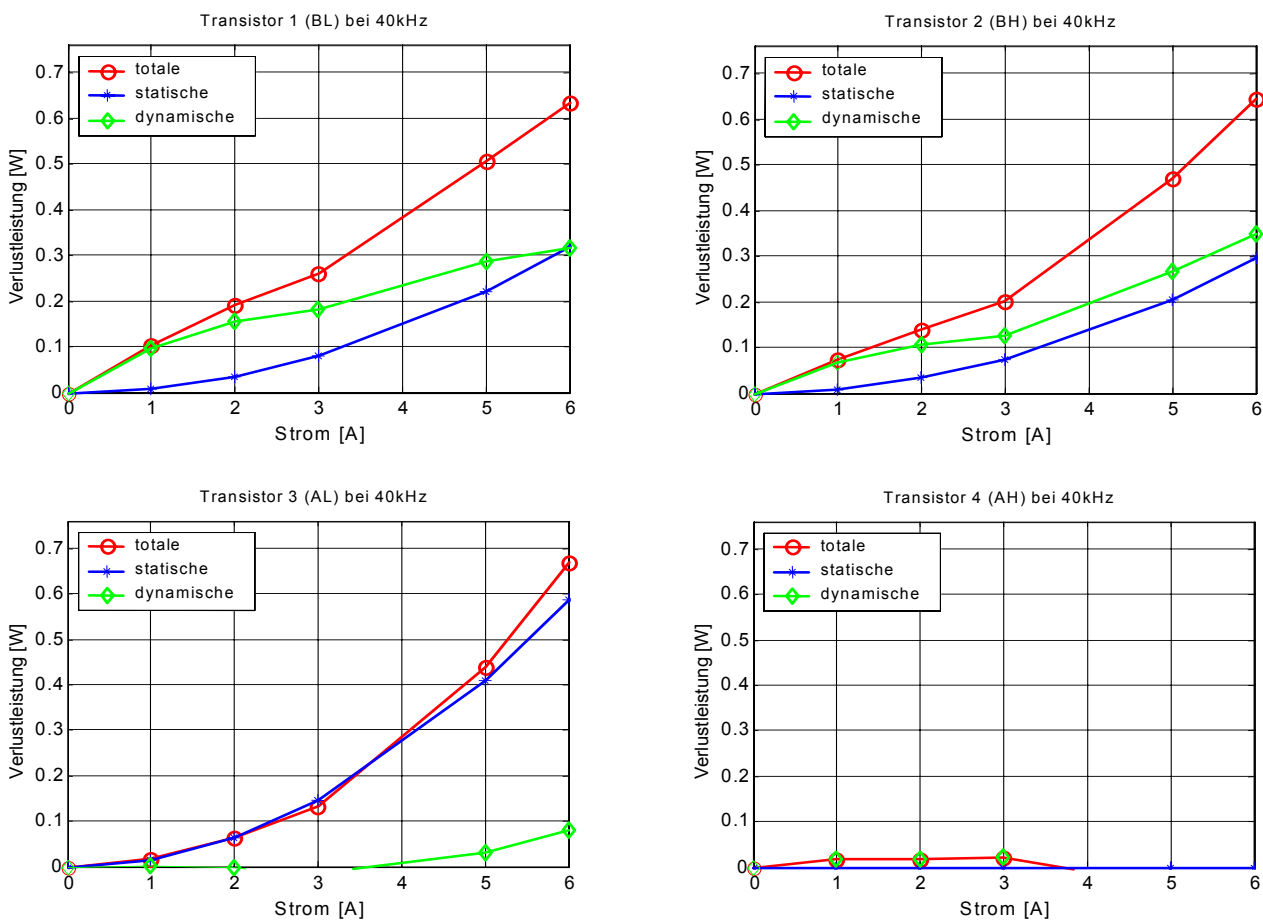 Transistor 1 (BL) bei 40kHz
Verlustleistung [W]
0.7
0.6
0.5
0.4
0.3
0.2
0.1
0
totale
statische
dynamische
0 1 2 3 4 5 6
Strom [A]
Transistor 2 (BH) bei 40kHz
Verlustleistung [W]
0.7
0.6
0.5
0.4
0.3
0.2
0.1
0
totale
statische
dynamische
0 1 2 3 4 5 6
Strom [A]
Transistor 3 (AL) bei 40kHz
Verlustleistung [W]
0.7
0.6
0.5
0.4
0.3
0.2
0.1
0
totale
statische
dynamische
0 1 2 3 4 5 6
Strom [A]
Transistor 4 (AH) bei 40kHz
Verlustleistung [W]
0.7
0.6
0.5
0.4
0.3
0.2
0.1
0
totale
statische
dynamische
0 1 2 3 4 5 6
Strom [A]